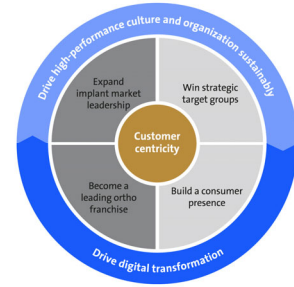 Drive high-performance culture and organization sustainably
Expand
implant market
leadership
Win strategic
target groups
Customer
centricity
Become a
leading ortho
franchise
Build a consumer
presence
Drive digital transformation